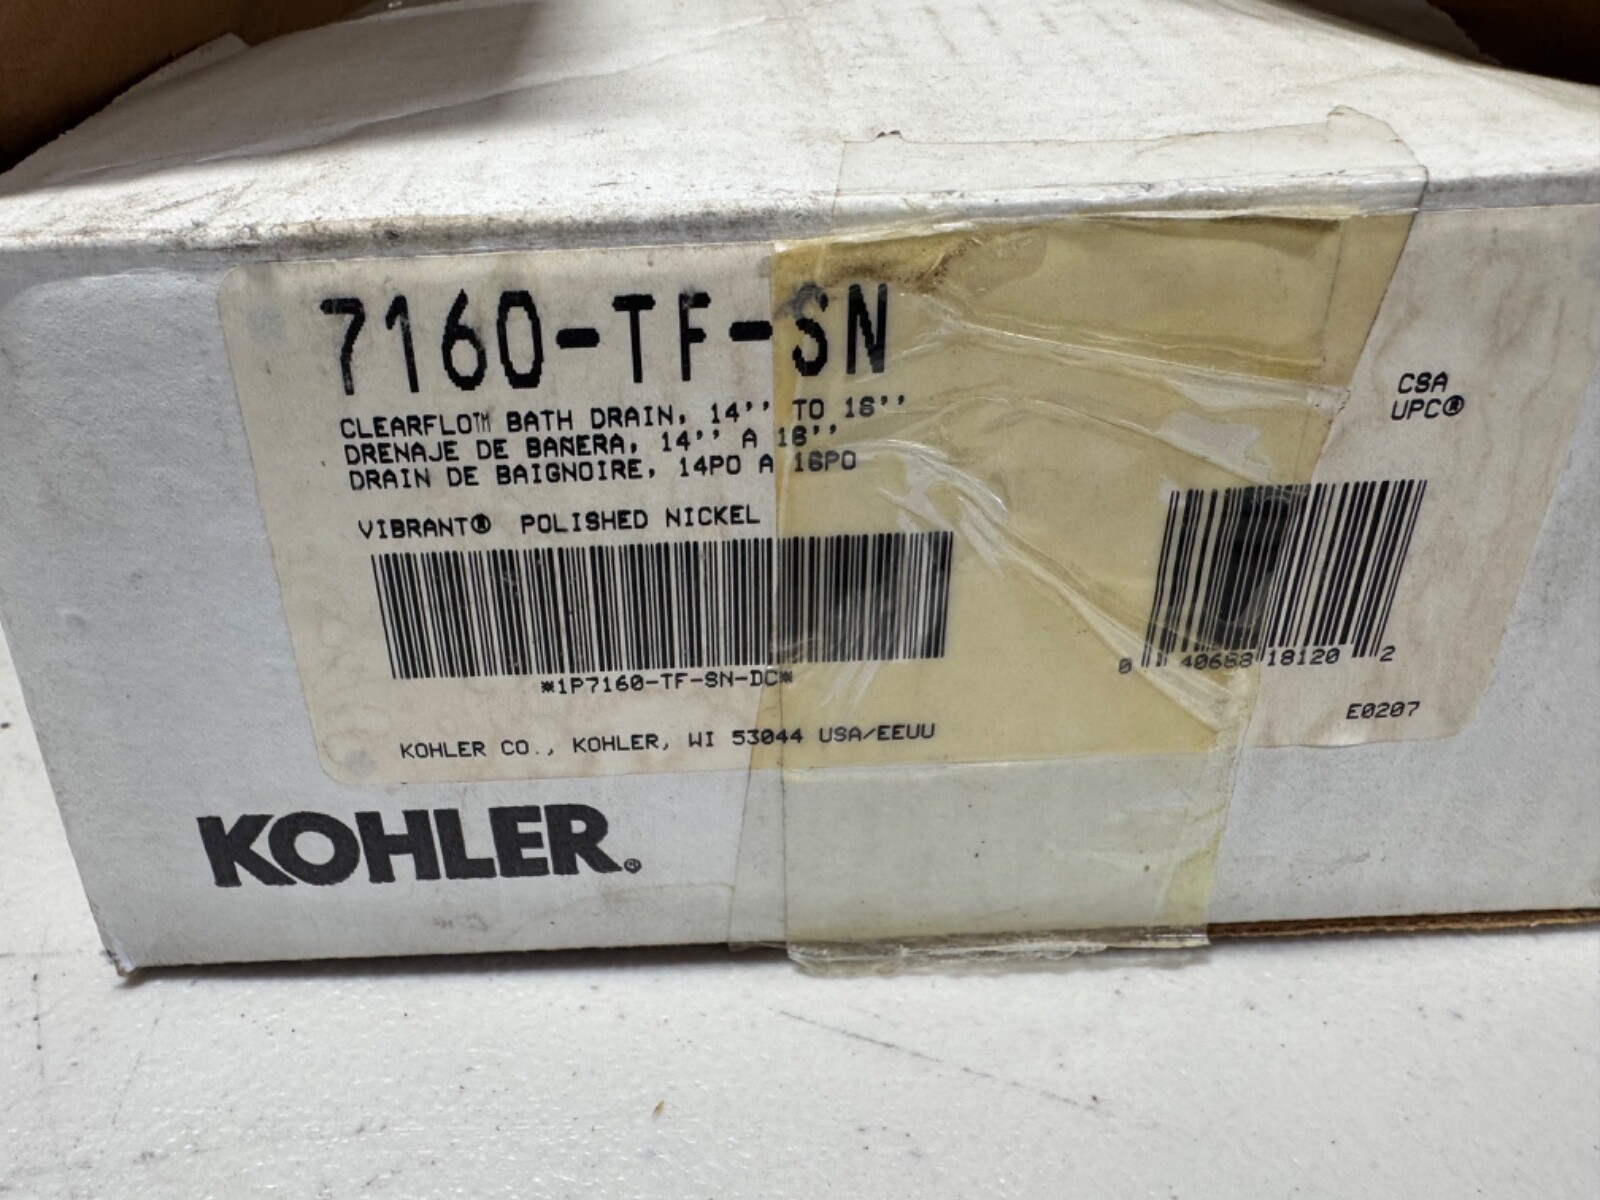 7160-TF-SN
CLEARFLO™ BATH DRAIN, 14'' TO 16''
DRENAJE DE BAÑERA, 14'' A 16''
DRAIN DE BAIGNOIRE, 14PO A 16PO
VIBRANT® POLISHED NICKEL
*1P7160-TF-SN-DC*
KOHLER CO., KOHLER, WI 53044 USA/EEUU
CSA
UPC®
0 40688 18120 2
E0207
KOHLER®